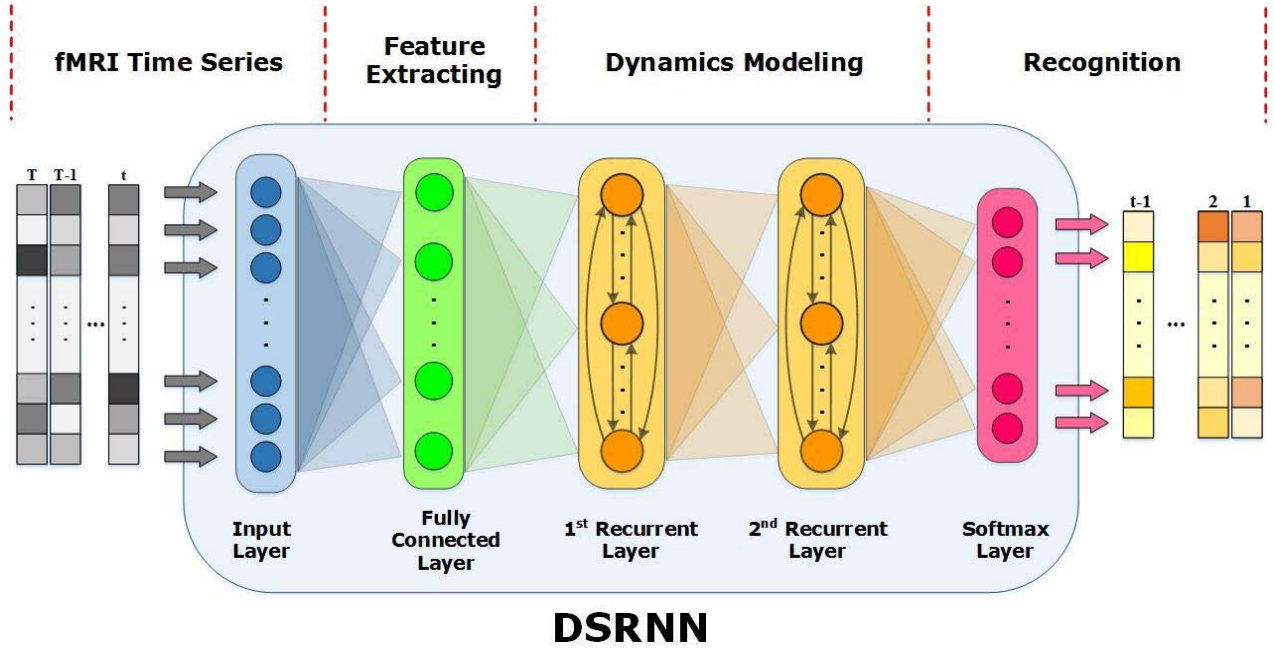 fMRI Time Series
Feature
Extracting
Dynamics Modeling
Recognition
T T-1 t
...
t-1 2 1
...
Input
Layer
Fully
Connected
Layer
1st Recurrent
Layer
2nd Recurrent
Layer
Softmax
Layer
DSRNN